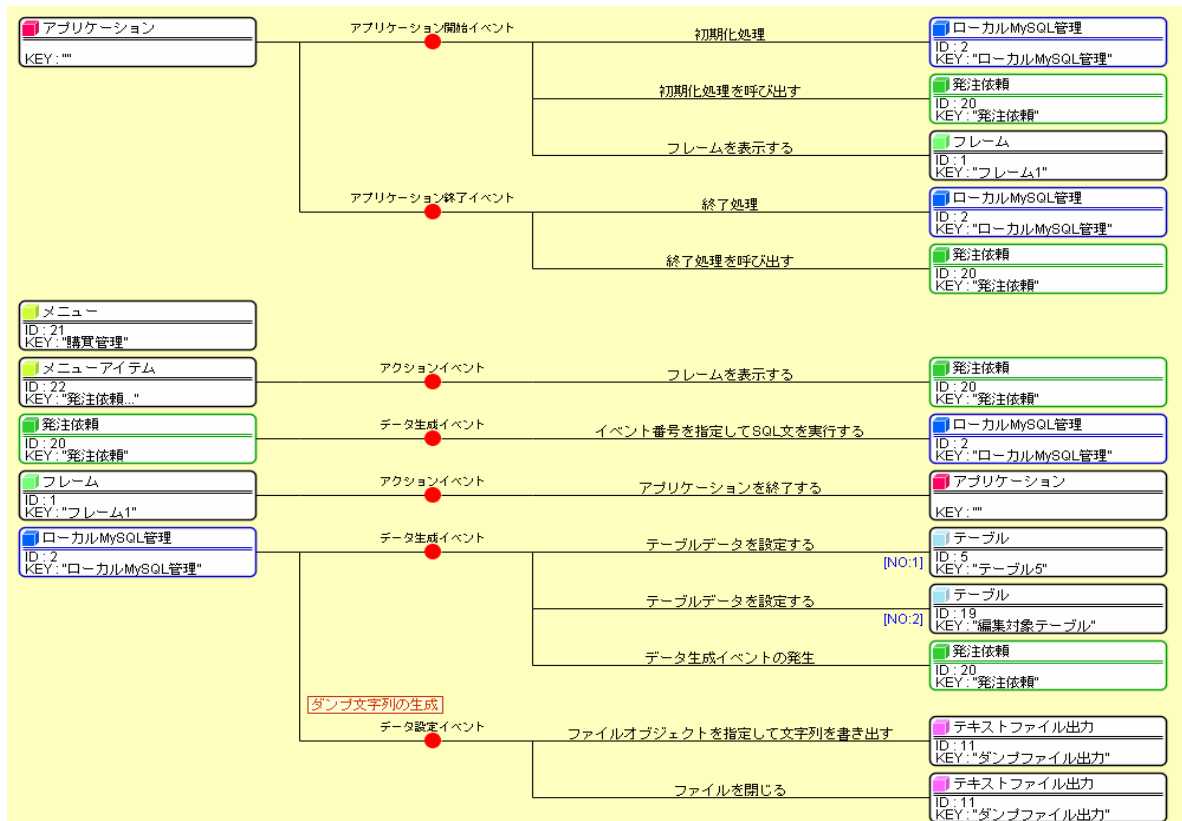 アプリケーション
KEY : ""
アプリケーション開始イベント
初期化処理
ローカルMySQL管理
ID : 2
KEY : "ローカルMySQL管理"
初期化処理を呼び出す
発注依頼
ID : 20
KEY : "発注依頼"
フレームを表示する
フレーム
ID : 1
KEY : "フレーム1"
アプリケーション終了イベント
終了処理
ローカルMySQL管理
ID : 2
KEY : "ローカルMySQL管理"
終了処理を呼び出す
発注依頼
ID : 20
KEY : "発注依頼"
メニュー
ID : 21
KEY : "購買管理"
メニューアイテム
ID : 22
KEY : "発注依頼..."
アクションイベント
フレームを表示する
発注依頼
ID : 20
KEY : "発注依頼"
発注依頼
ID : 20
KEY : "発注依頼"
データ生成イベント
イベント番号を指定してSQL文を実行する
ローカルMySQL管理
ID : 2
KEY : "ローカルMySQL管理"
フレーム
ID : 1
KEY : "フレーム1"
アクションイベント
アプリケーションを終了する
アプリケーション
KEY : ""
ローカルMySQL管理
ID : 2
KEY : "ローカルMySQL管理"
データ生成イベント
テーブルデータを設定する
[NO:1]
テーブル
ID : 5
KEY : "テーブル5"
テーブルデータを設定する
[NO:2]
テーブル
ID : 19
KEY : "編集対象テーブル"
データ生成イベントの発生
発注依頼
ID : 20
KEY : "発注依頼"
ダンプ文字列の生成
データ設定イベント
ファイルオブジェクトを指定して文字列を書き出す
テキストファイル出力
ID : 11
KEY : "ダンプファイル出力"
ファイルを閉じる
テキストファイル出力
ID : 11
KEY : "ダンプファイル出力"